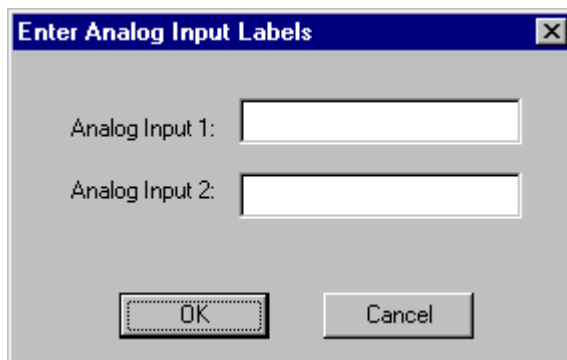 Enter Analog Input Labels
Analog Input 1:
Analog Input 2:
OK Cancel